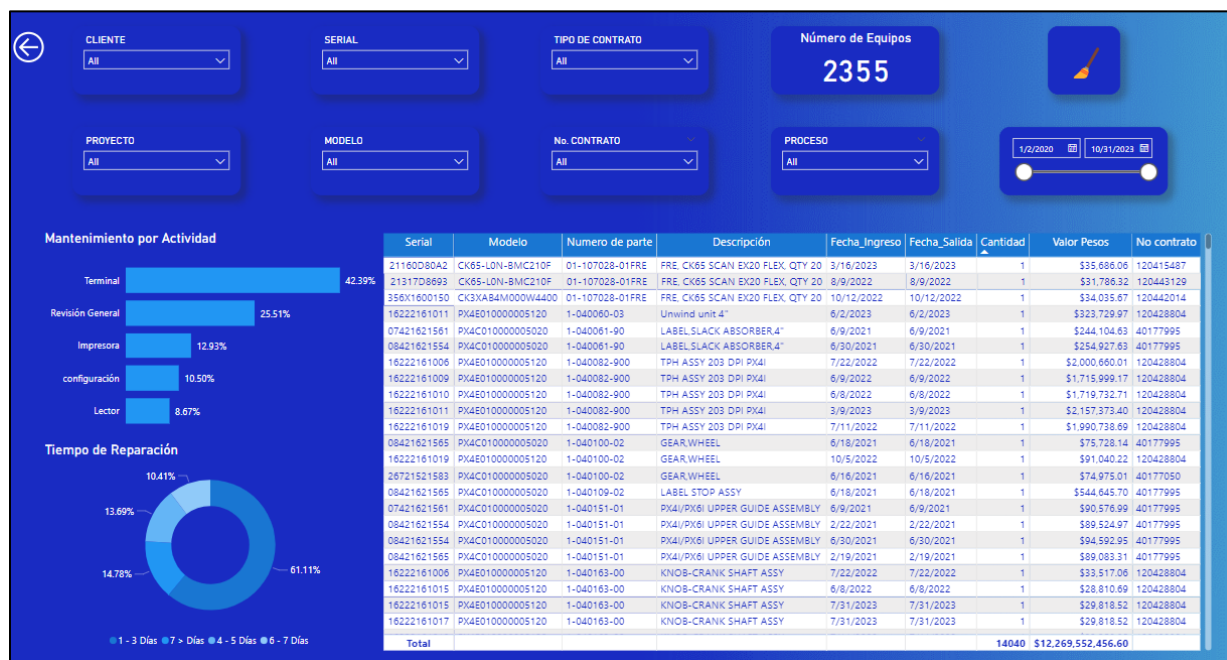 CLIENTE
All
SERIAL
All
TIPO DE CONTRATO
All
Número de Equipos
2355
PROYECTO
All
MODELO
All
No. CONTRATO
All
PROCESO
All
1/2/2020
10/31/2023
Mantenimiento por Actividad
Terminal 42.39%
Revisión General 25.51%
Impresora 12.93%
configuración 10.50%
Lector 8.67%
Tiempo de Reparación
10.41%
13.69%
14.78%
61.11%
1 - 3 Días 7 > Días 4 - 5 Días 6 - 7 Días
Serial Modelo Numero de parte Descripción Fecha_Ingreso Fecha_Salida Cantidad Valor Pesos No contrato
21160D80A2 CK65-L0N-BMC210F 01-107028-01FRE FRE, CK65 SCAN EX20 FLEX, QTY 20 3/16/2023 3/16/2023 1 $35,686.06 120415487
21317D8693 CK65-L0N-BMC210F 01-107028-01FRE FRE, CK65 SCAN EX20 FLEX, QTY 20 8/9/2022 8/9/2022 1 $31,786.32 120443129
356X1600150 CK3XAB4M000W4400 01-107028-01FRE FRE, CK65 SCAN EX20 FLEX, QTY 20 10/12/2022 10/12/2022 1 $34,035.67 120442014
16222161011 PX4E010000005120 1-040060-03 Unwind unit 4" 6/2/2023 6/2/2023 1 $323,729.97 120428804
07421621561 PX4C010000005020 1-040061-90 LABEL,SLACK ABSORBER,4" 6/9/2021 6/9/2021 1 $244,104.63 40177995
08421621554 PX4C010000005020 1-040061-90 LABEL,SLACK ABSORBER,4" 6/30/2021 6/30/2021 1 $254,927.63 40177995
16222161006 PX4E010000005120 1-040082-900 TPH ASSY 203 DPI PX4I 7/22/2022 7/22/2022 1 $2,000,660.01 120428804
16222161009 PX4E010000005120 1-040082-900 TPH ASSY 203 DPI PX4I 6/9/2022 6/9/2022 1 $1,715,999.17 120428804
16222161010 PX4E010000005120 1-040082-900 TPH ASSY 203 DPI PX4I 6/8/2022 6/8/2022 1 $1,719,732.71 120428804
16222161011 PX4E010000005120 1-040082-900 TPH ASSY 203 DPI PX4I 3/9/2023 3/9/2023 1 $2,157,373.40 120428804
16222161019 PX4E010000005120 1-040082-900 TPH ASSY 203 DPI PX4I 7/11/2022 7/11/2022 1 $1,990,738.69 120428804
08421621565 PX4C010000005020 1-040100-02 GEAR,WHEEL 6/18/2021 6/18/2021 1 $75,728.14 40177995
16222161019 PX4E010000005120 1-040100-02 GEAR,WHEEL 10/5/2022 10/5/2022 1 $91,040.22 120428804
26721521583 PX4C010000005020 1-040100-02 GEAR,WHEEL 6/16/2021 6/16/2021 1 $74,975.01 40177050
08421621565 PX4C010000005020 1-040109-02 LABEL STOP ASSY 6/18/2021 6/18/2021 1 $544,645.70 40177995
07421621561 PX4C010000005020 1-040151-01 PX4I/PX6I UPPER GUIDE ASSEMBLY 6/9/2021 6/9/2021 1 $90,576.99 40177995
08421621554 PX4C010000005020 1-040151-01 PX4I/PX6I UPPER GUIDE ASSEMBLY 2/22/2021 2/22/2021 1 $89,524.97 40177995
08421621554 PX4C010000005020 1-040151-01 PX4I/PX6I UPPER GUIDE ASSEMBLY 6/30/2021 6/30/2021 1 $94,592.95 40177995
08421621565 PX4C010000005020 1-040151-01 PX4I/PX6I UPPER GUIDE ASSEMBLY 2/19/2021 2/19/2021 1 $89,083.31 40177995
16222161006 PX4E010000005120 1-040163-00 KNOB-CRANK SHAFT ASSY 7/22/2022 7/22/2022 1 $33,517.06 120428804
16222161015 PX4E010000005120 1-040163-00 KNOB-CRANK SHAFT ASSY 6/8/2022 6/8/2022 1 $28,810.69 120428804
16222161015 PX4E010000005120 1-040163-00 KNOB-CRANK SHAFT ASSY 7/31/2023 7/31/2023 1 $29,818.52 120428804
16222161017 PX4E010000005120 1-040163-00 KNOB-CRANK SHAFT ASSY 7/31/2023 7/31/2023 1 $29,818.52 120428804
Total 14040 $12,269,552,456.60